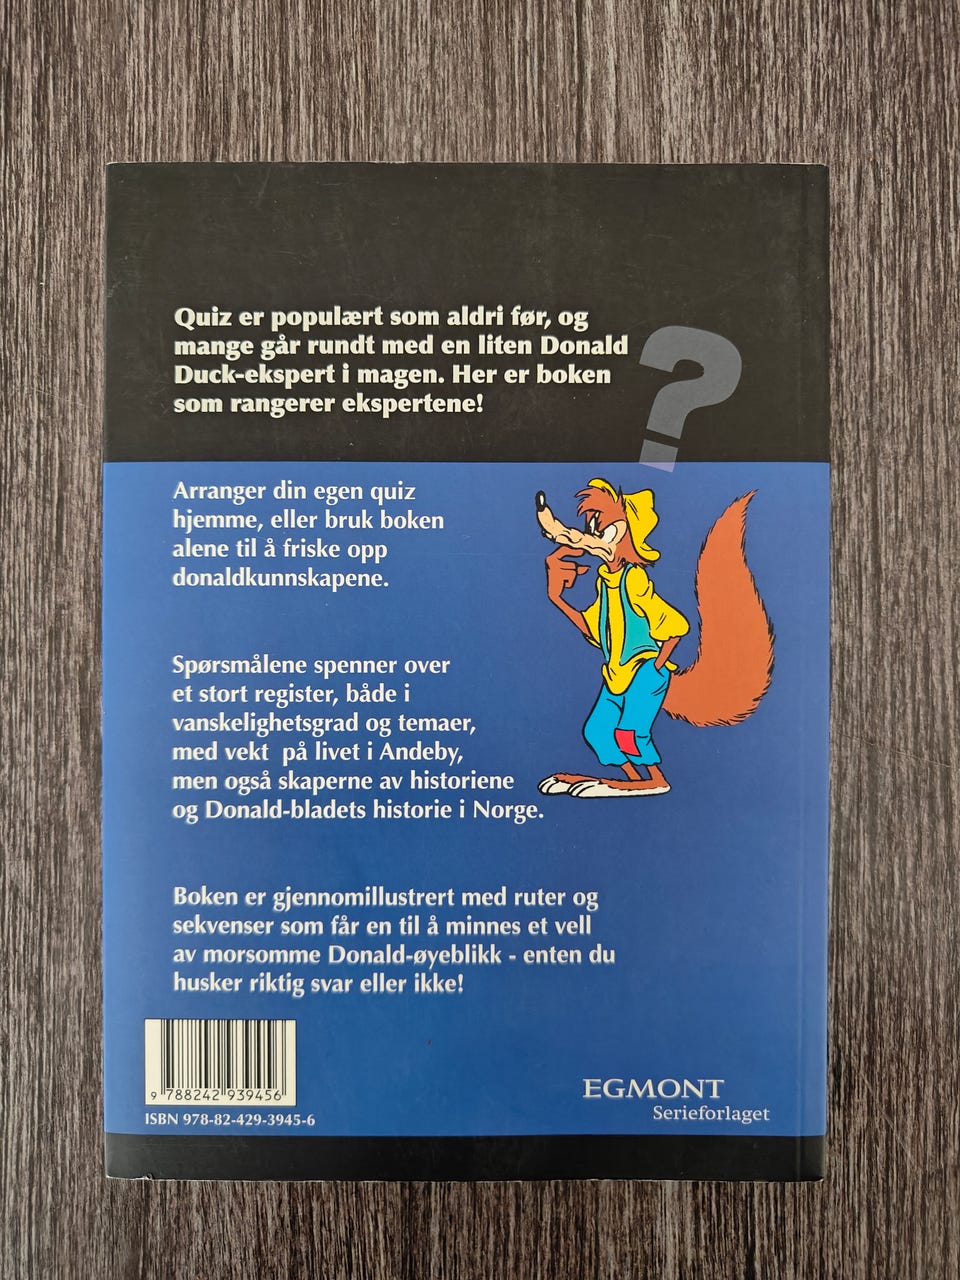 Quiz er populært som aldri før, og
mange går rundt med en liten Donald
Duck-ekspert i magen. Her er boken
som rangerer ekspertene!
?
Arranger din egen quiz
hjemme, eller bruk boken
alene til å friske opp
donaldkunnskapene.
Spørsmålene spenner over
et stort register, både i
vanskelighetsgrad og temaer,
med vekt på livet i Andeby,
men også skaperne av historiene
og Donald-bladets historie i Norge.
Boken er gjennomillustrert med ruter og
sekvenser som får en til å minnes et vell
av morsomme Donald-øyeblikk - enten du
husker riktig svar eller ikke!
9 788242 939456
ISBN 978-82-429-3945-6
EGMONT
Serieforlaget